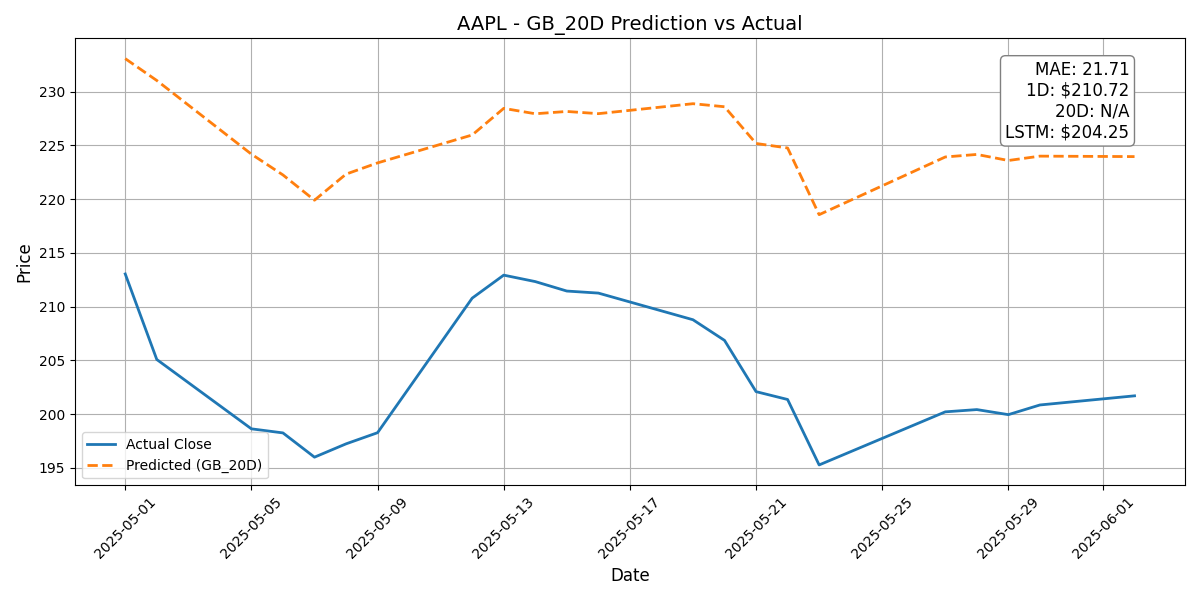 AAPL - GB_20D Prediction vs Actual
MAE: 21.71
1D: $210.72
20D: N/A
LSTM: $204.25
Price
230
225
220
215
210
205
200
195
Actual Close
Predicted (GB_20D)
2025-05-01
2025-05-05
2025-05-09
2025-05-13
2025-05-17
2025-05-21
2025-05-25
2025-05-29
2025-06-01
Date